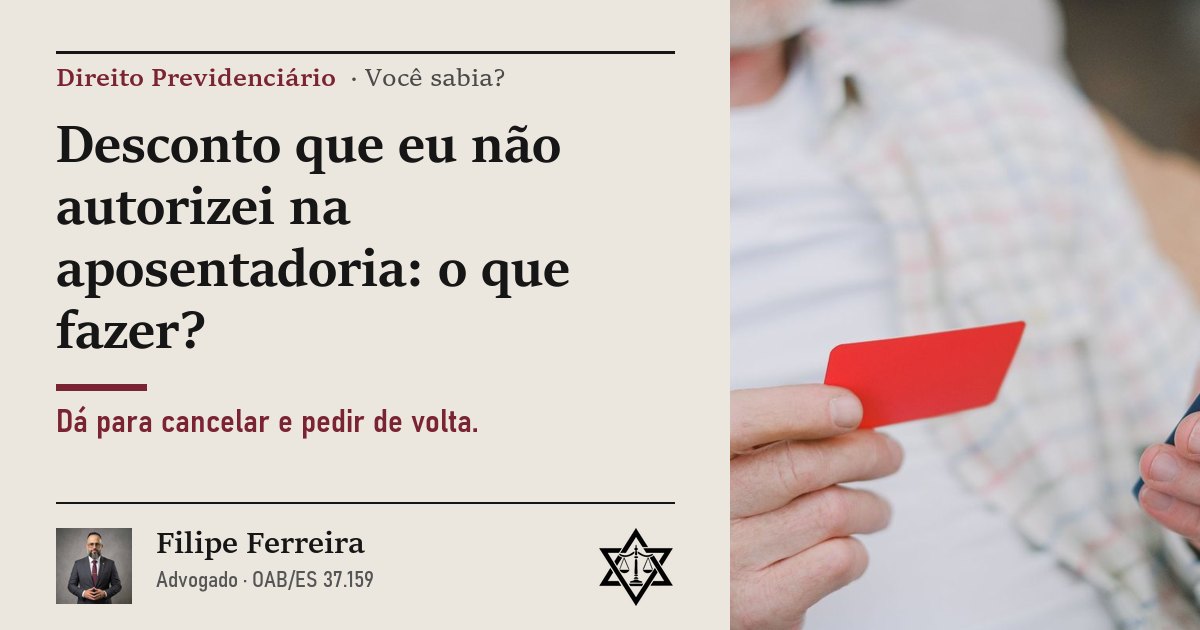 Direito Previdenciário · Você sabia?
Desconto que eu não
autorizei na
aposentadoria: o que
fazer?
Dá para cancelar e pedir de volta.
Filipe Ferreira
Advogado · OAB/ES 37.159